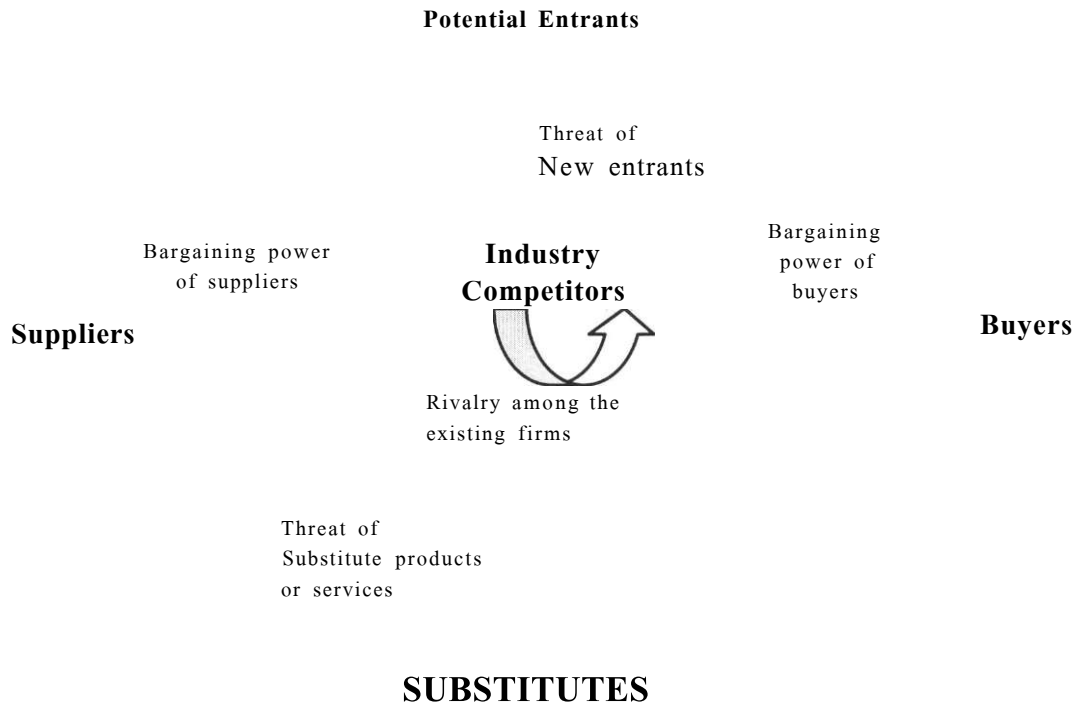 Potential Entrants
Threat of
New entrants
Bargaining power
of suppliers
Industry
Competitors
Bargaining
power of
buyers
Suppliers
Buyers
Rivalry among the
existing firms
Threat of
Substitute products
or services
SUBSTITUTES